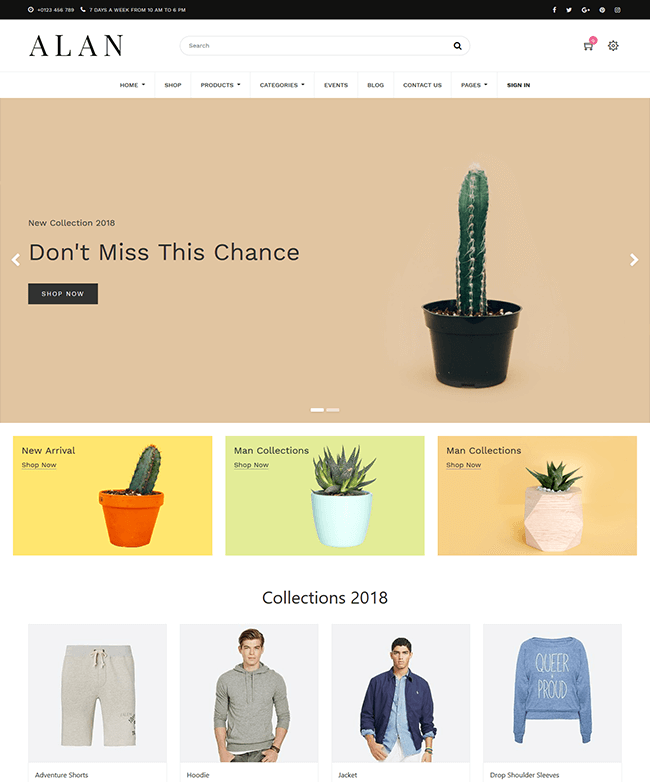 +0123 456 789 7 DAYS A WEEK FROM 10 AM TO 6 PM
ALAN
Search
0
HOME SHOP PRODUCTS CATEGORIES EVENTS BLOG CONTACT US PAGES SIGN IN
New Collection 2018
Don't Miss This Chance
SHOP NOW
New Arrival
Shop Now
Man Collections
Shop Now
Man Collections
Shop Now
Collections 2018
QUEER
PROUD
Adventure Shorts
Hoodie
Jacket
Drop Shoulder Sleeves